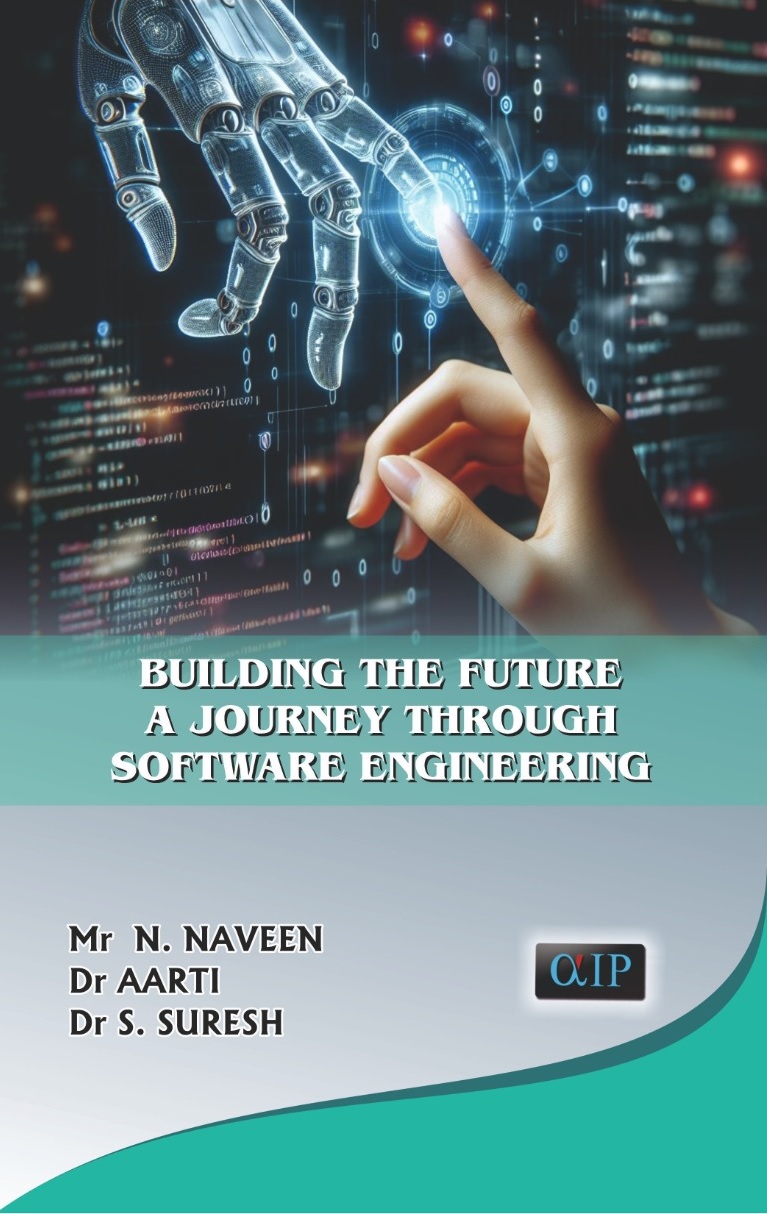 BUILDING THE FUTURE
A JOURNEY THROUGH
SOFTWARE ENGINEERING
Mr N. NAVEEN
Dr AARTI
Dr S. SURESH
αIP